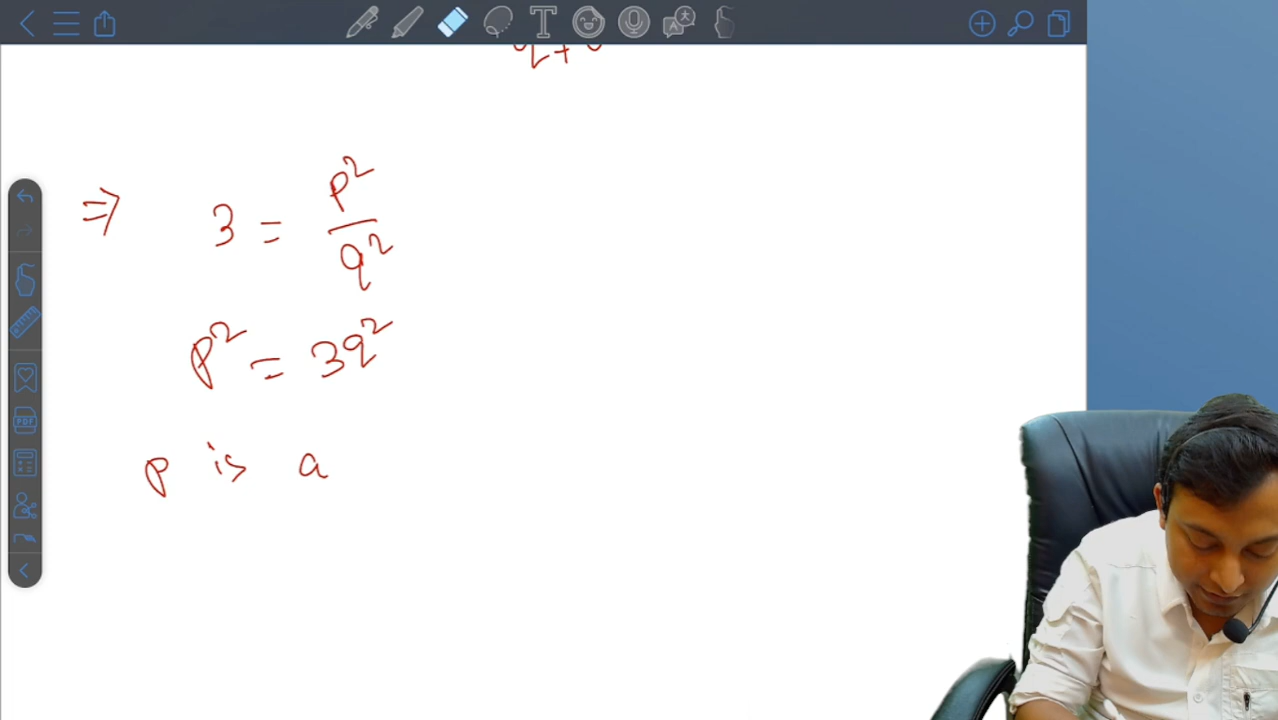 ⇒ 3 = p²/q²
p² = 3q²
p is a